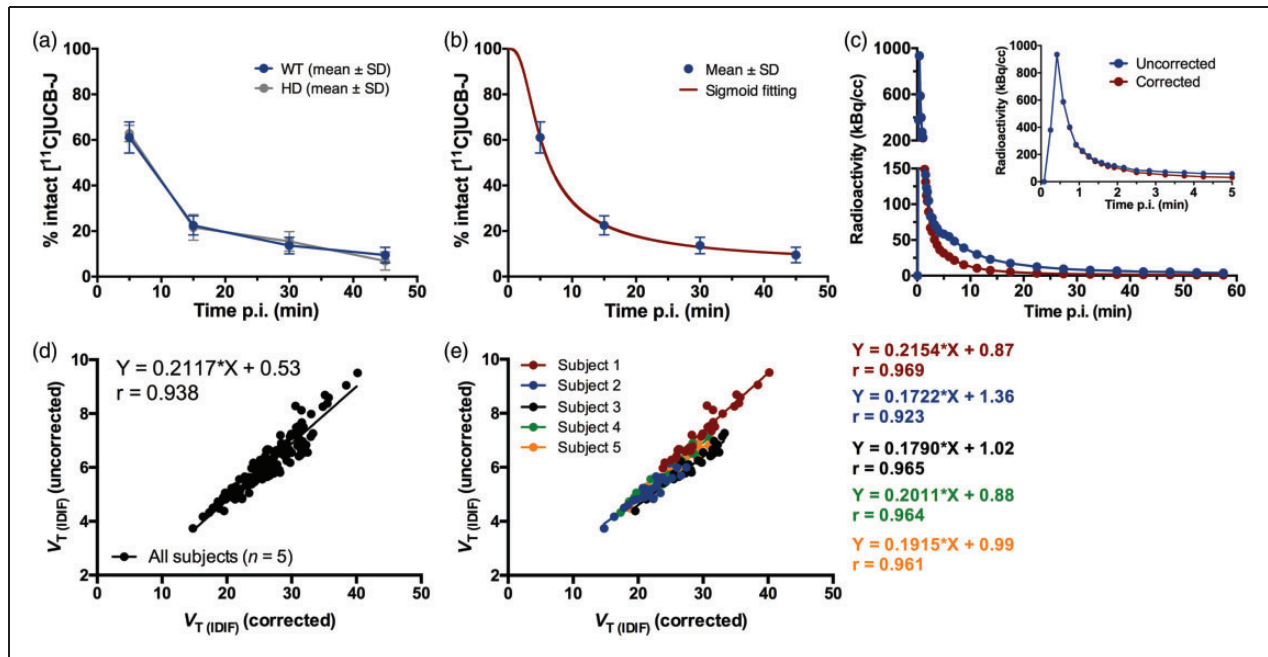 (a)
100
80
60
40
20
0
% intact [¹¹C]UCB-J
WT (mean ± SD)
HD (mean ± SD)
0 10 20 30 40 50
Time p.i. (min)
(b)
100
80
60
40
20
0
% intact [¹¹C]UCB-J
Mean ± SD
Sigmoid fitting
0 10 20 30 40 50
Time p.i. (min)
(c)
1000
800
600
400
200
150
100
50
0
Radioactivity (kBq/cc)
0 10 20 30 40 50 60
Time p.i. (min)
1000
800
600
400
200
0
Radioactivity (kBq/cc)
Uncorrected
Corrected
0 1 2 3 4 5
Time p.i. (min)
(d)
10
8
6
4
2
V_T (IDIF) (uncorrected)
Y = 0.2117*X + 0.53
r = 0.938
All subjects (n = 5)
0 10 20 30 40 50
V_T (IDIF) (corrected)
(e)
10
8
6
4
2
V_T (IDIF) (uncorrected)
Subject 1
Subject 2
Subject 3
Subject 4
Subject 5
0 10 20 30 40 50
V_T (IDIF) (corrected)
Y = 0.2154*X + 0.87
r = 0.969
Y = 0.1722*X + 1.36
r = 0.923
Y = 0.1790*X + 1.02
r = 0.965
Y = 0.2011*X + 0.88
r = 0.964
Y = 0.1915*X + 0.99
r = 0.961